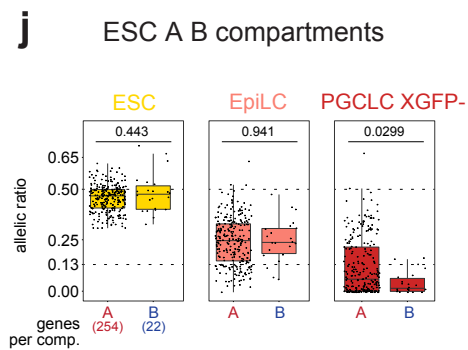 j
ESC A B compartments
ESC EpiLC PGCLC XGFP-
0.443 0.941 0.0299
allelic ratio
0.65
0.50
0.25
0.13
0.00
A B A B A B
genes per comp.
(254) (22)